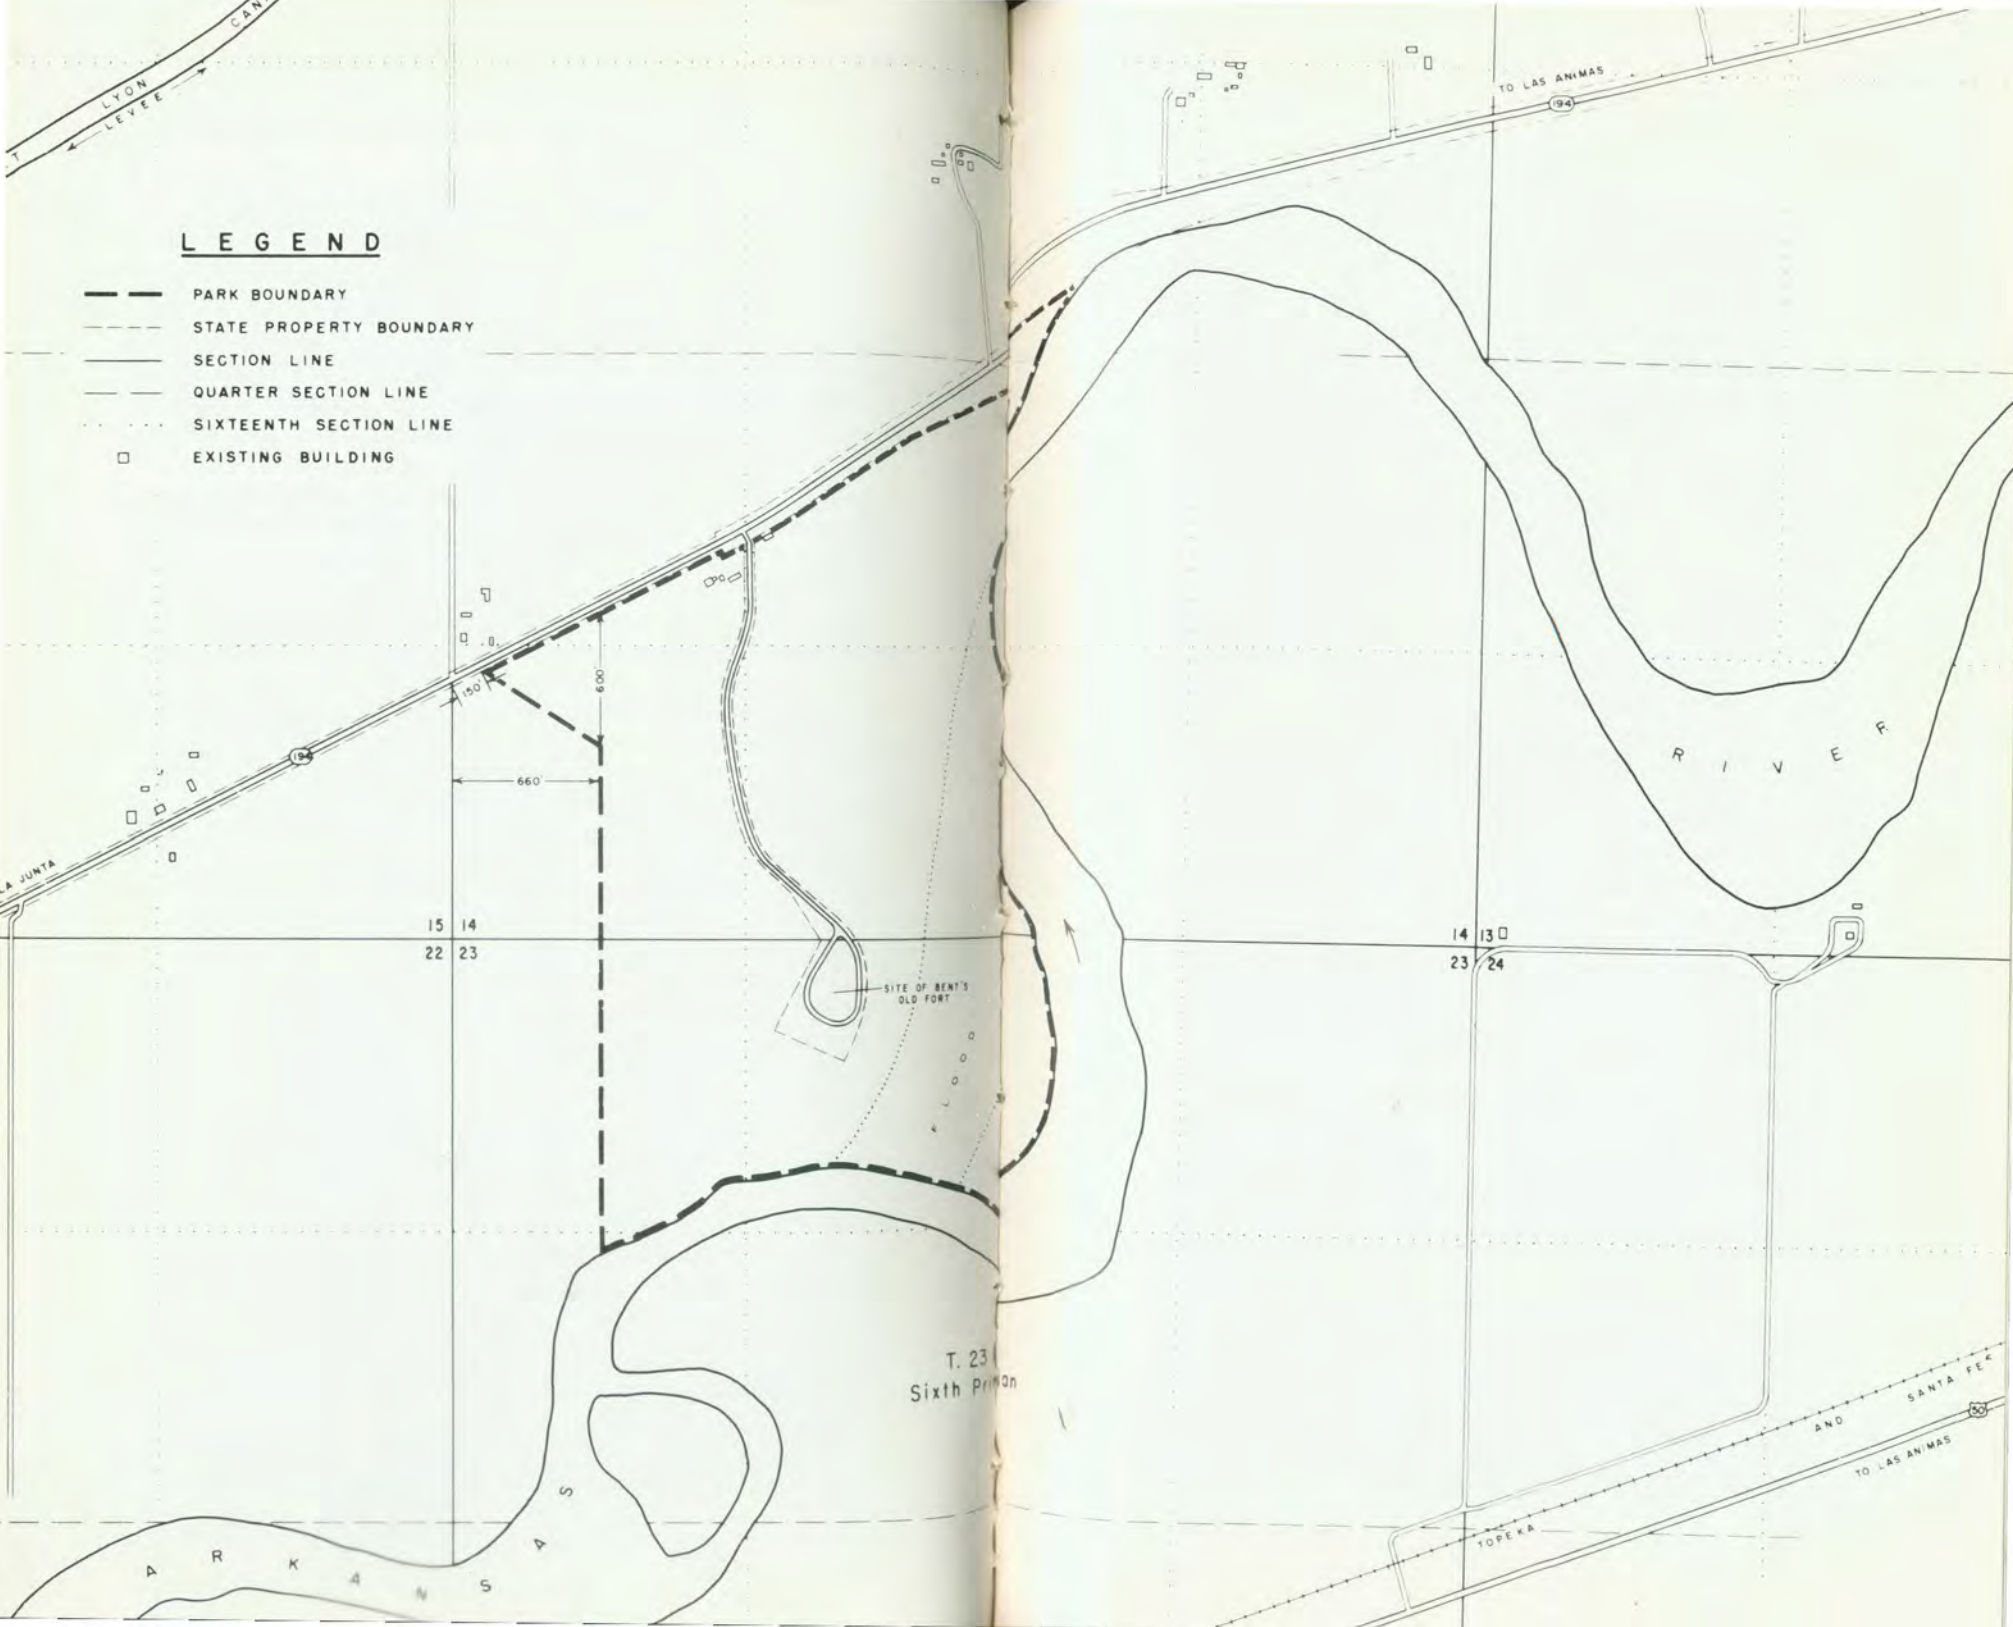 LYON CAN
LEVEE
TO LAS ANIMAS
194
LEGEND
PARK BOUNDARY
STATE PROPERTY BOUNDARY
SECTION LINE
QUARTER SECTION LINE
SIXTEENTH SECTION LINE
EXISTING BUILDING
150'
600'
660'
194
LA JUNTA
15 14
22 23
14 13
23 24
SITE OF BENT'S
OLD FORT
FLOOD
RIVER
T. 23
Sixth Pri
an
ARKANSAS
TOPEKA AND SANTA FE
50
TO LAS ANIMAS